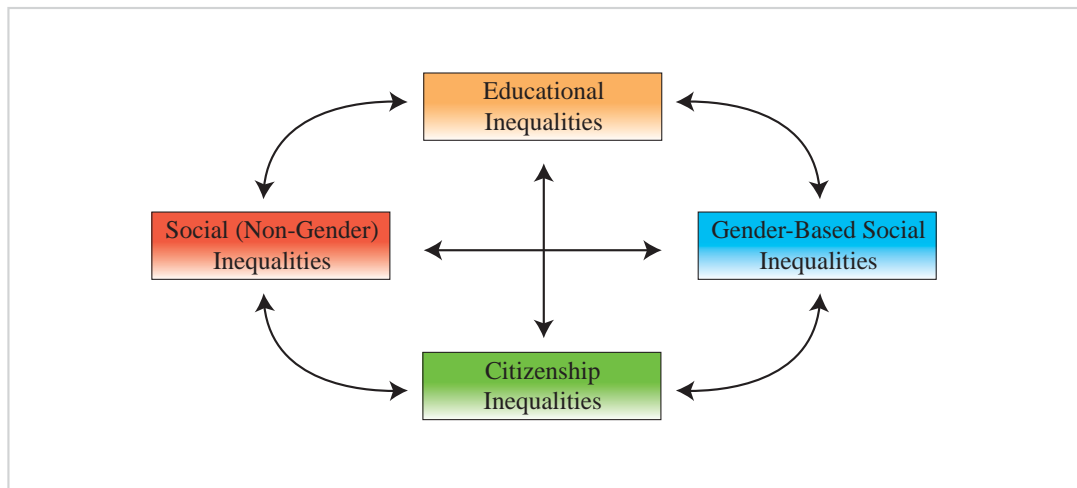 Educational
Inequalities
Social (Non-Gender)
Inequalities
Gender-Based Social
Inequalities
Citizenship
Inequalities